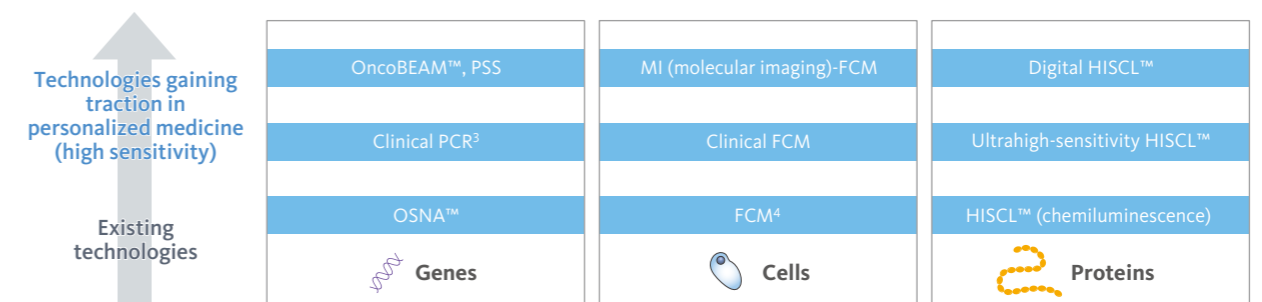 Technologies gaining
traction in
personalized medicine
(high sensitivity)
Existing
technologies
OncoBEAM™, PSS
Clinical PCR³
OSNA™
Genes
MI (molecular imaging)-FCM
Clinical FCM
FCM⁴
Cells
Digital HISCL™
Ultrahigh-sensitivity HISCL™
HISCL™ (chemiluminescence)
Proteins